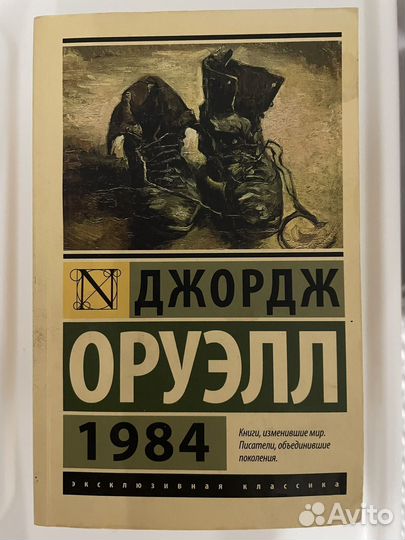 N
ДЖОРДЖ
ОРУЭЛЛ
1984
Книги, изменившие мир.
Писатели, объединившие
поколения.
эксклюзивная классика
Avito